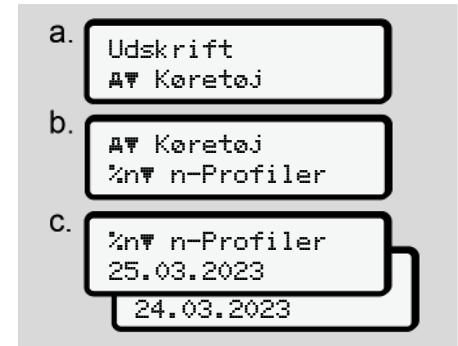 a.
Udskrift
A▼ Køretøj
b.
A▼ Køretøj
%n▼ n-Profiler
c.
%n▼ n-Profiler
25.03.2023
24.03.2023